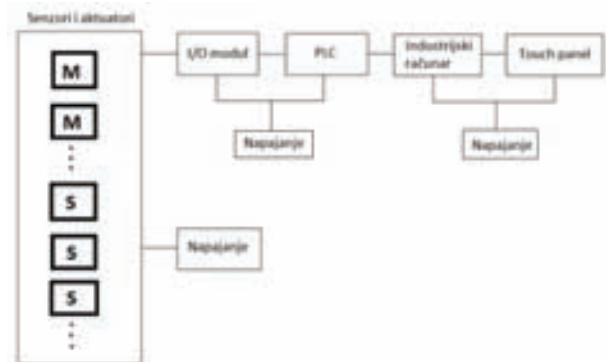 Senzori i aktuatori
M
M
S
S
S
I/O modul
PLC
Industrijski
računar
Touch panel
Napajanje
Napajanje
Napajanje